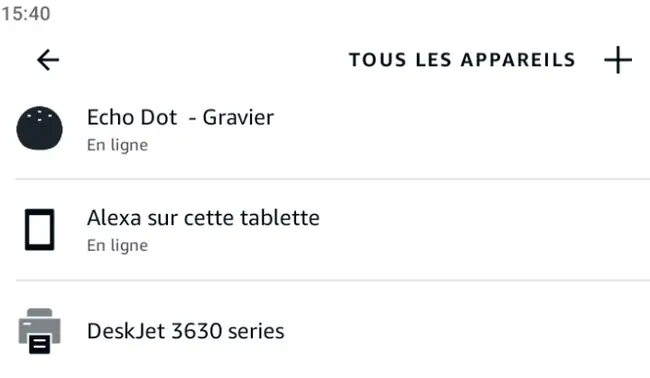 15:40
TOUS LES APPAREILS
Echo Dot - Gravier
En ligne
Alexa sur cette tablette
En ligne
DeskJet 3630 series